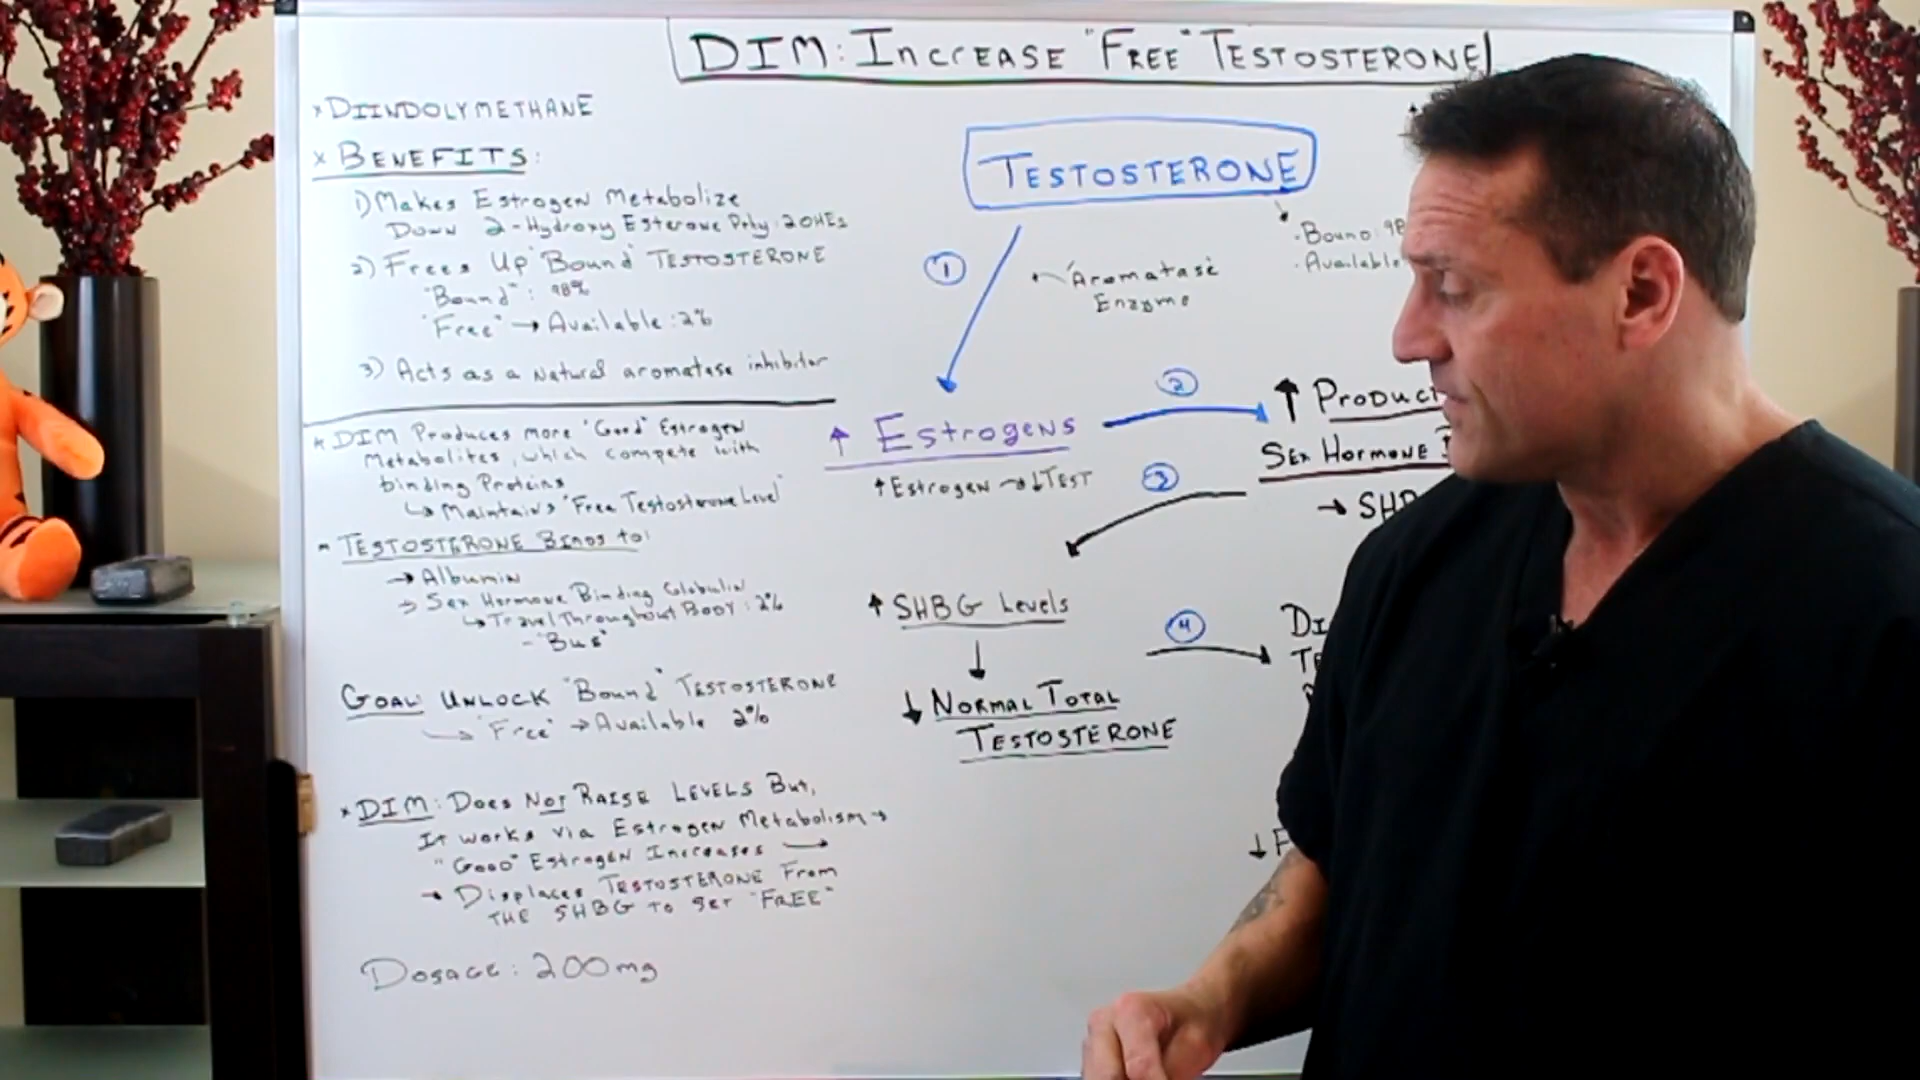 DIM: INCREASE "FREE" TESTOSTERONE
x DIINDOLYMETHANE
x BENEFITS:
1) Makes Estrogen Metabolize
Down 2-Hydroxy Esterone Poly: 2OHEs
2) Frees Up "Bound" TESTOSTERONE
"Bound": 98%
"Free" → Available: 2%
3) Acts as a Natural aromatase inhibitor
* DIM Produces more "Good" Estrogen
Metabolites, which compete with
binding Proteins
↳ Maintains "Free Testosterone Level"
- TESTOSTERONE BINDS to:
→ Albumin
→ Sex Hormone Binding Globulin
↳ Travel Throughout BODY: 2%
- "Bus"
GOAL: UNLOCK "Bound" TESTOSTERONE
→ "Free" → Available 2%
x DIM: Does NOT RAISE LEVELS But,
It works via Estrogen Metabolism →
"Good" Estrogen Increases →
→ Displaces TESTOSTERONE From
THE SHBG to get "FREE"
Dosage: 200mg
TESTOSTERONE
Bound: 98
Available
1
Aromatase
Enzyme
↑ Estrogens
2
↑ Product
Sex Hormone
→ SHB
↑ Estrogen → ↓ TEST
3
↑ SHBG Levels
4
↓ NORMAL TOTAL
TESTOSTERONE
DI
TE
↓ F